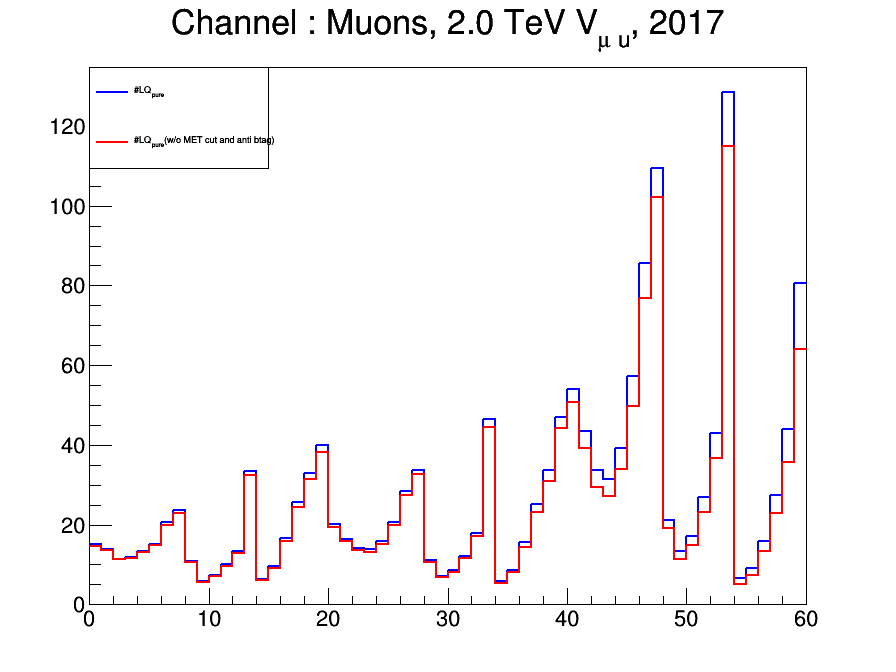 Channel : Muons, 2.0 TeV V_μ u, 2017
#LQ_pure
#LQ_pure(w/o MET cut and anti btag)
120
100
80
60
40
20
0
0 10 20 30 40 50 60